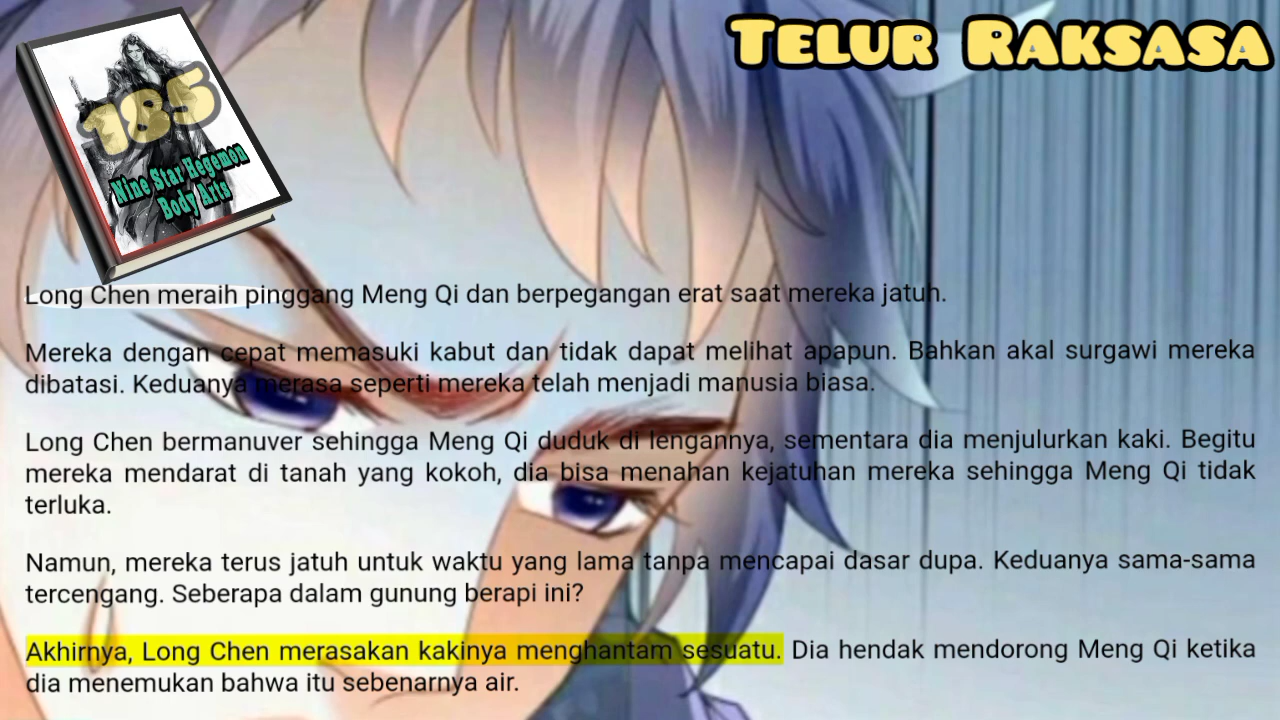 Telur Raksasa
185
Nine Star Hegemon
Body Arts
Long Chen meraih pinggang Meng Qi dan berpegangan erat saat mereka jatuh.
Mereka dengan cepat memasuki kabut dan tidak dapat melihat apapun. Bahkan akal surgawi mereka
dibatasi. Keduanya merasa seperti mereka telah menjadi manusia biasa.
Long Chen bermanuver sehingga Meng Qi duduk di lengannya, sementara dia menjulurkan kaki. Begitu
mereka mendarat di tanah yang kokoh, dia bisa menahan kejatuhan mereka sehingga Meng Qi tidak
terluka.
Namun, mereka terus jatuh untuk waktu yang lama tanpa mencapai dasar dupa. Keduanya sama-sama
tercengang. Seberapa dalam gunung berapi ini?
Akhirnya, Long Chen merasakan kakinya menghantam sesuatu. Dia hendak mendorong Meng Qi ketika
dia menemukan bahwa itu sebenarnya air.